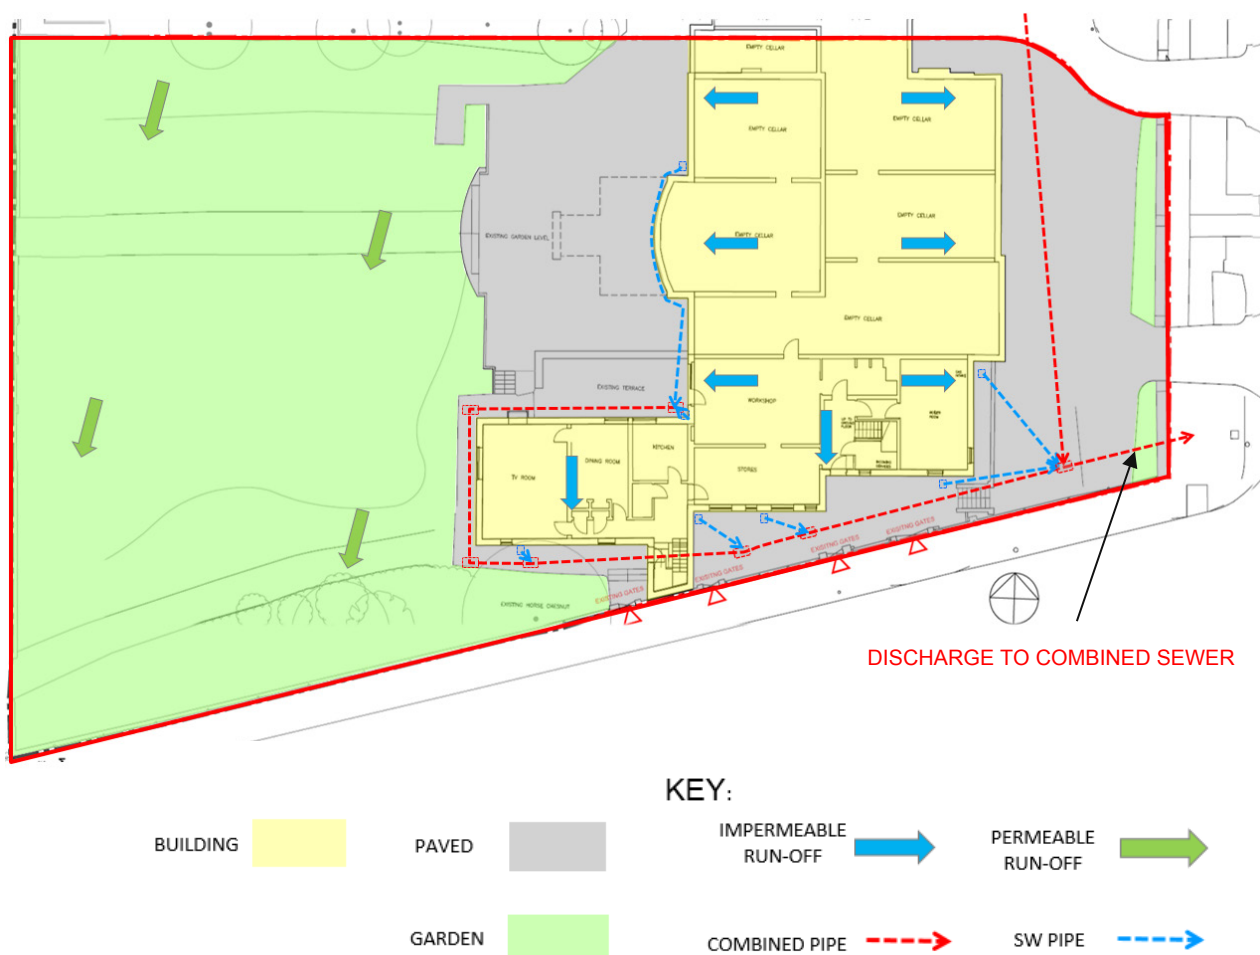 EMPTY CELLAR
EMPTY CELLAR
EMPTY CELLAR
EMPTY CELLAR
EMPTY CELLAR
EXISTING GARDEN LEVEL
EMPTY CELLAR
EXISTING TERRACE
WORKSHOP
KITCHEN
DINING ROOM
TV ROOM
STORES
EXISTING GATES
EXISTING GATES
EXISTING GATES
EXISTING GATES
EXISTING HORSE CHESTNUT
DISCHARGE TO COMBINED SEWER
KEY:
BUILDING
PAVED
IMPERMEABLE
RUN-OFF
PERMEABLE
RUN-OFF
GARDEN
COMBINED PIPE
SW PIPE